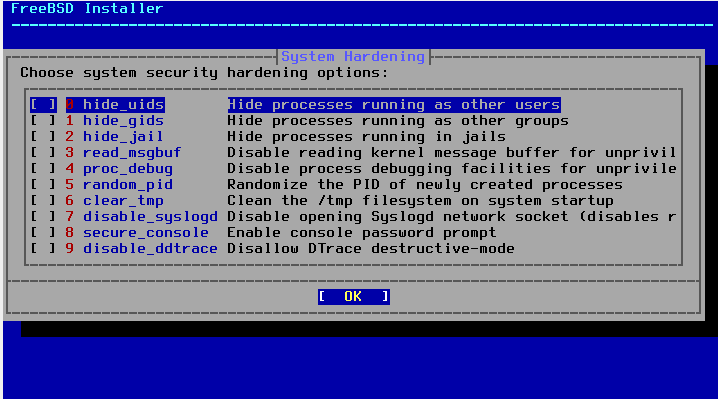 FreeBSD Installer
System Hardening
Choose system security hardening options:
[ ] 0 hide_uids Hide processes running as other users
[ ] 1 hide_gids Hide processes running as other groups
[ ] 2 hide_jail Hide processes running in jails
[ ] 3 read_msgbuf Disable reading kernel message buffer for unprivil
[ ] 4 proc_debug Disable process debugging facilities for unprivile
[ ] 5 random_pid Randomize the PID of newly created processes
[ ] 6 clear_tmp Clean the /tmp filesystem on system startup
[ ] 7 disable_syslogd Disable opening Syslogd network socket (disables r
[ ] 8 secure_console Enable console password prompt
[ ] 9 disable_ddtrace Disallow DTrace destructive-mode
[ OK ]